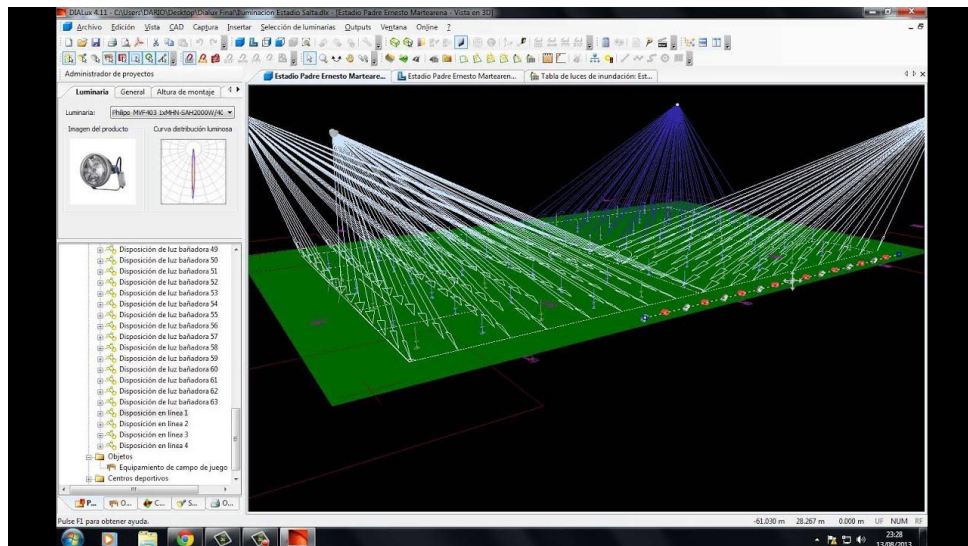 DIALux 4.11 - C:\Users\DARIO\Desktop\Dialux Final\Iluminacion Estadio Salta.dlx - [Estadio Padre Ernesto Martearena - Vista en 3D]
Archivo Edición Vista CAD Captura Insertar Selección de luminarias Outputs Ventana Online ?
Administrador de proyectos
Estadio Padre Ernesto Marteare...
Estadio Padre Ernesto Martearen...
Tabla de luces de inundación: Est...
Luminaria General Altura de montaje
Luminaria: Philips MVF403 1xMHN-SAH2000W/40
Imagen del producto Curva distribución luminosa
Disposición de luz bañadora 49
Disposición de luz bañadora 50
Disposición de luz bañadora 51
Disposición de luz bañadora 52
Disposición de luz bañadora 53
Disposición de luz bañadora 54
Disposición de luz bañadora 55
Disposición de luz bañadora 56
Disposición de luz bañadora 57
Disposición de luz bañadora 58
Disposición de luz bañadora 59
Disposición de luz bañadora 60
Disposición de luz bañadora 61
Disposición de luz bañadora 62
Disposición de luz bañadora 63
Disposición en línea 1
Disposición en línea 2
Disposición en línea 3
Disposición en línea 4
Objetos
Equipamiento de campo de juego
Centros deportivos
P... O... C... S... O...
Pulse F1 para obtener ayuda.
-61.030 m 28.267 m 0.000 m UF NUM RF
23:28
13/08/2013